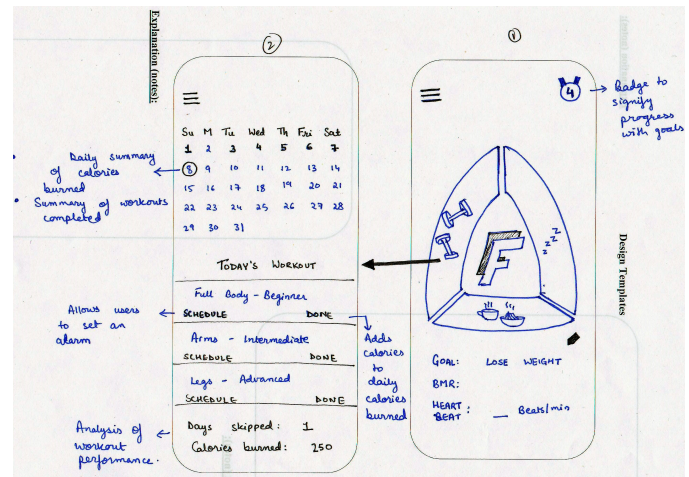 Explanation (notes):
Design Templates
2
Su M Tu Wed Th Fri Sat
1 2 3 4 5 6 7
8 9 10 11 12 13 14
15 16 17 18 19 20 21
22 23 24 25 26 27 28
29 30 31
• Daily summary
of calories
burned
• Summary of workouts
completed
TODAY'S WORKOUT
Full Body - Beginner
SCHEDULE DONE
Arms - Intermediate
SCHEDULE DONE
Legs - Advanced
SCHEDULE DONE
Days skipped: 1
Calories burned: 250
Allows users
to set an
alarm
Analysis of
workout
performance.
Adds
calories
to
daily
calories
burned
1
4
Badge to
signify
progress
with goals
F
z z z z
GOAL: LOSE WEIGHT
BMR:
HEART
BEAT : __ Beats/min